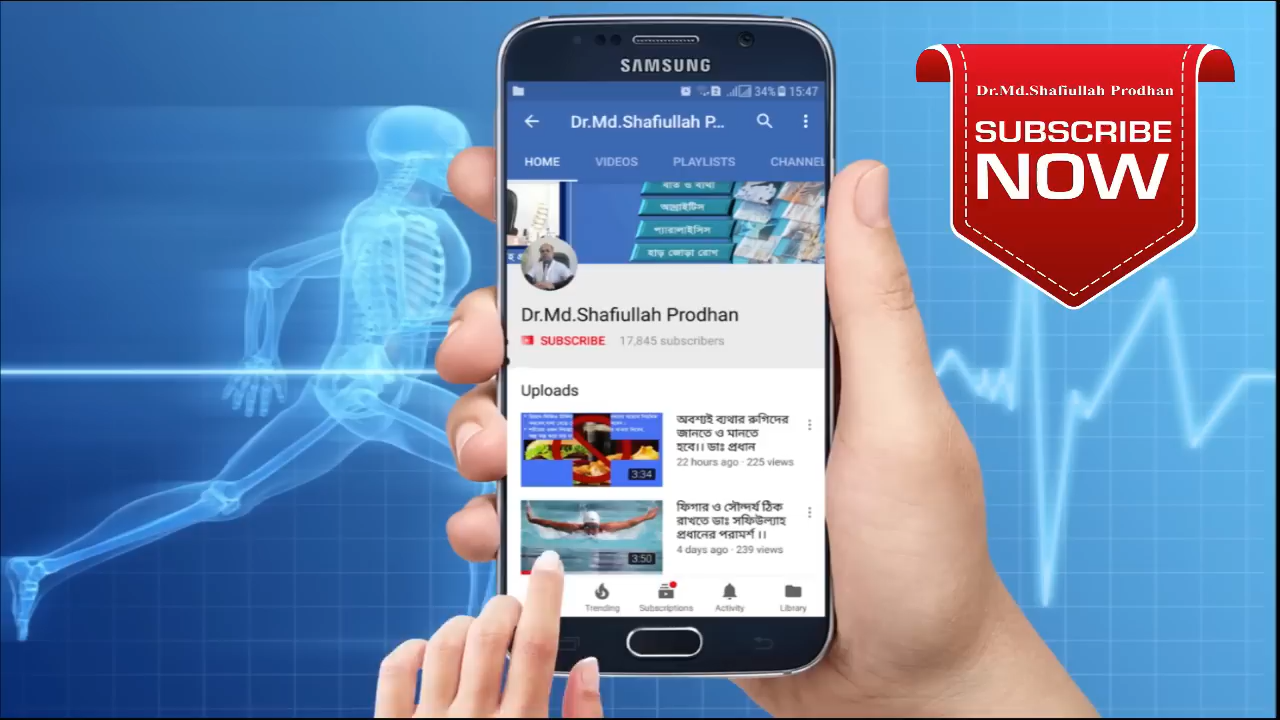 SAMSUNG
34% 15:47
Dr.Md.Shafiullah P...
HOME VIDEOS PLAYLISTS CHANNEL
বাত ও ব্যথা
অর্থ্রাইটিস
প্যারালাইসিস
হাড় জোড়া রোগ
Dr.Md.Shafiullah Prodhan
SUBSCRIBE 17,845 subscribers
Uploads
অবশ্যই ব্যথার রুগিদের
জানতে ও মানতে
হবে।। ডাঃ প্রধান
22 hours ago · 225 views
3:34
ফিগার ও সৌন্দর্য ঠিক
রাখতে ডাঃ সফিউল্যাহ
প্রধানের পরামর্শ ।।
4 days ago · 239 views
3:50
Trending Subscriptions Activity Library
Dr.Md.Shafiullah Prodhan
SUBSCRIBE
NOW